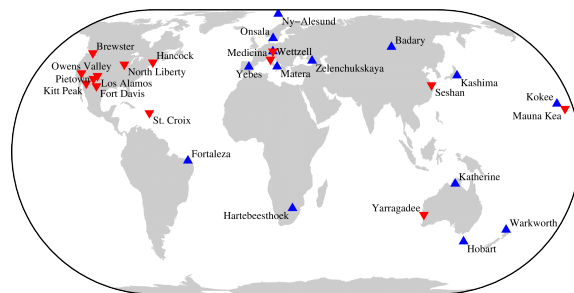 Ny-Alesund
Onsala
Badary
Brewster
Hancock
Medicina
Wettzell
Owens Valley
North Liberty
Zelenchukskaya
Pietown
Los Alamos
Yebes
Matera
Kashima
Kitt Peak
Fort Davis
Seshan
Kokee
Mauna Kea
St. Croix
Fortaleza
Katherine
Hartebeesthoek
Yarragadee
Warkworth
Hobart